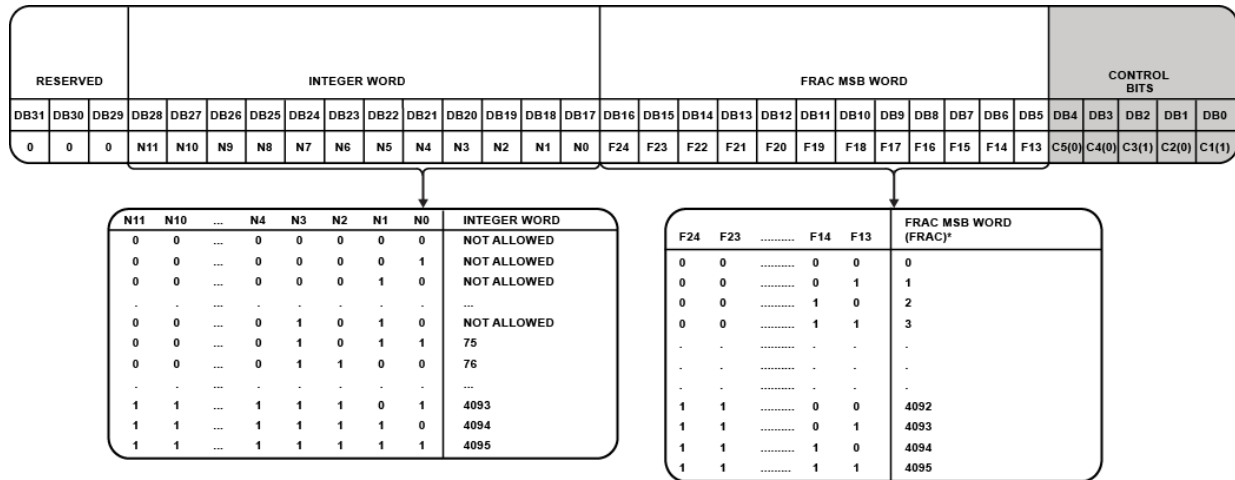 RESERVED INTEGER WORD FRAC MSB WORD CONTROL
BITS
DB31 DB30 DB29 DB28 DB27 DB26 DB25 DB24 DB23 DB22 DB21 DB20 DB19 DB18 DB17 DB16 DB15 DB14 DB13 DB12 DB11 DB10 DB9 DB8 DB7 DB6 DB5 DB4 DB3 DB2 DB1 DB0
0 0 0 N11 N10 N9 N8 N7 N6 N5 N4 N3 N2 N1 N0 F24 F23 F22 F21 F20 F19 F18 F17 F16 F15 F14 F13 C5(0) C4(0) C3(1) C2(0) C1(1)
N11 N10 ... N4 N3 N2 N1 N0 INTEGER WORD
0 0 ... 0 0 0 0 0 NOT ALLOWED
0 0 ... 0 0 0 0 1 NOT ALLOWED
0 0 ... 0 0 0 1 0 NOT ALLOWED
. . ... . . . . . ...
0 0 ... 0 1 0 1 0 NOT ALLOWED
0 0 ... 0 1 0 1 1 75
0 0 ... 0 1 1 0 0 76
. . ... . . . . . ...
1 1 ... 1 1 1 0 1 4093
1 1 ... 1 1 1 1 0 4094
1 1 ... 1 1 1 1 1 4095
FRAC MSB WORD
F24 F23 .......... F14 F13 (FRAC)*
0 0 .......... 0 0 0
0 0 .......... 0 1 1
0 0 .......... 1 0 2
0 0 .......... 1 1 3
. . .......... . . .
. . .......... . . .
. . .......... . . .
1 1 .......... 0 0 4092
1 1 .......... 0 1 4093
1 1 .......... 1 0 4094
1 1 ......... 1 1 4095